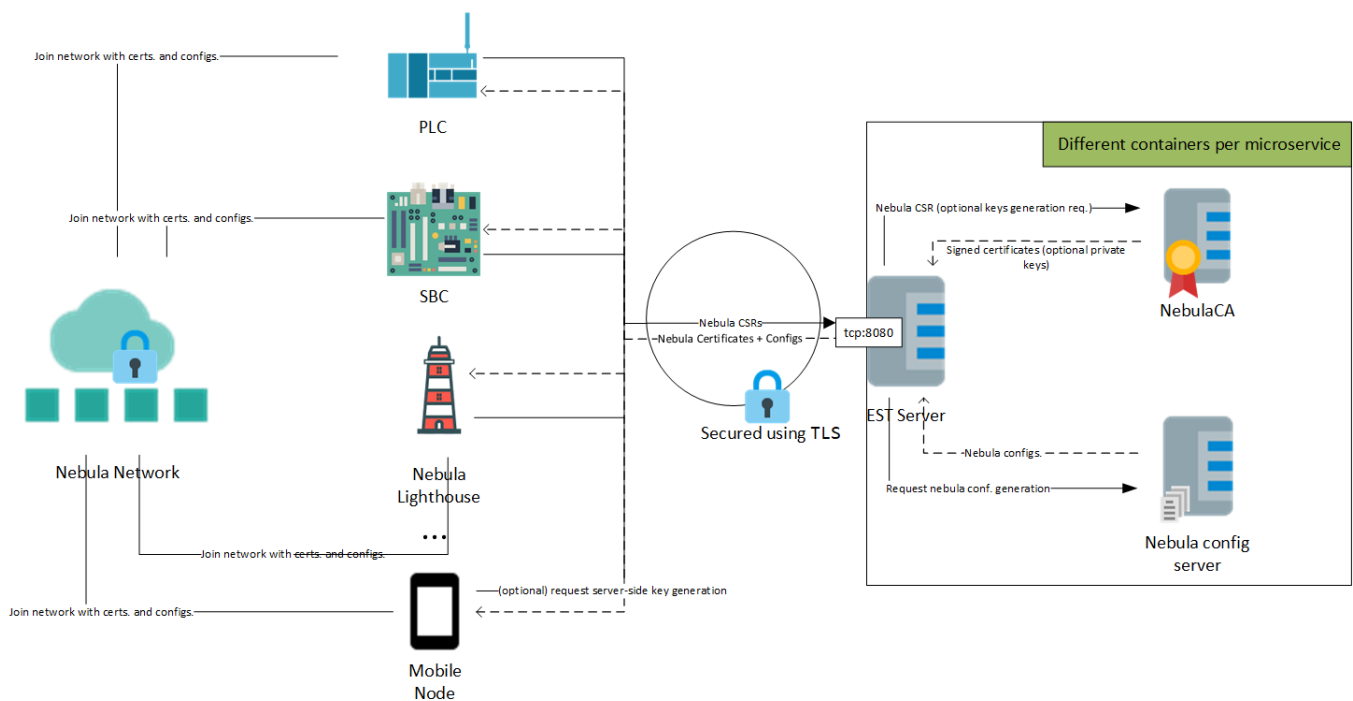 Join network with certs. and configs.
PLC
Different containers per microservice
Join network with certs. and configs.
Nebula CSR (optional keys generation req.)
Signed certificates (optional private
keys)
SBC
NebulaCA
Nebula CSRs
Nebula Certificates + Configs
tcp:8080
EST Server
Secured using TLS
Nebula Network
Nebula
Lighthouse
Nebula configs.
Request nebula conf. generation
...
Nebula config
server
Join network with certs. and configs.
(optional) request server-side key generation
Join network with certs. and configs.
Mobile
Node